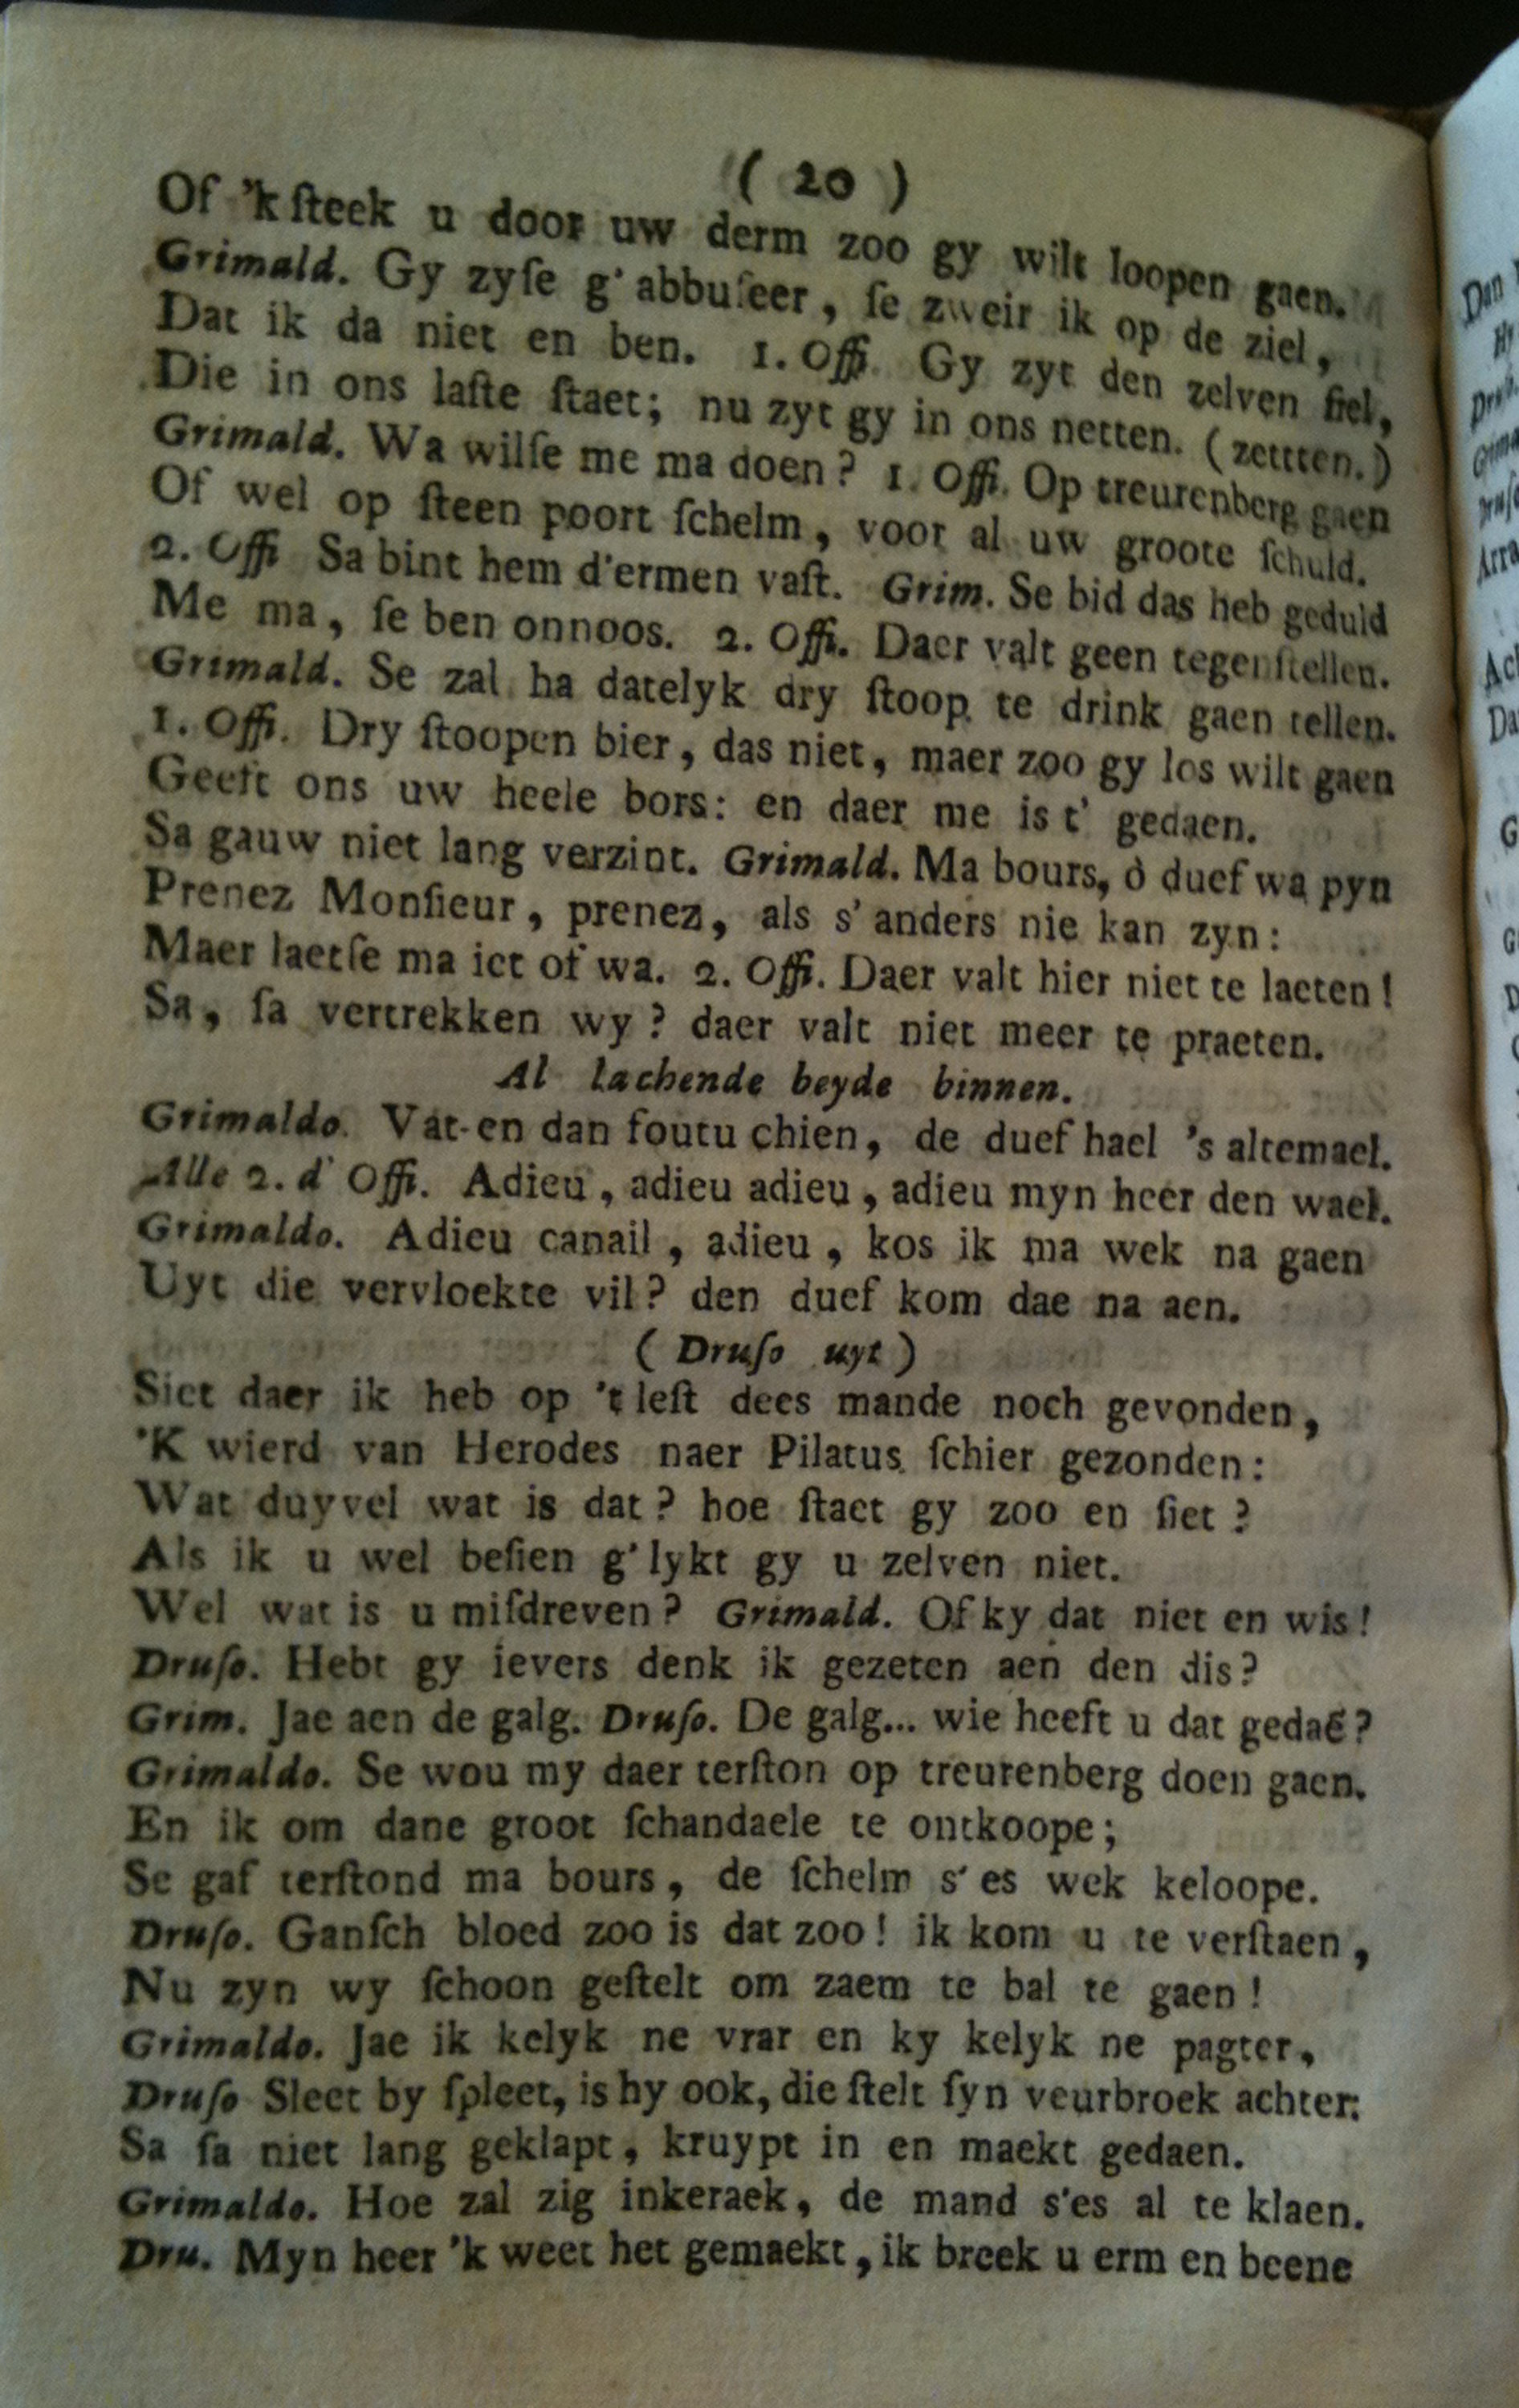 ( 20 )
Of 'k ſteek u door uw derm zoo gy wilt loopen gaen.
Grimald. Gy zyſe g' abbuſeer, ſe zweir ik op de ziel,
Dat ik da niet en ben. 1. Offi. Gy zyt den zelven fiel,
Die in ons laſte ſtaet; nu zyt gy in ons netten. (zettten.)
Grimald. Wa wilſe me ma doen? 1. Offi. Op treurenberg gaen
Of wel op ſteen poort ſchelm, voor al uw groote ſchuld.
2. Offi Sa bint hem d'ermen vaſt. Grim. Se bid das heb geduld
Me ma, ſe ben onnoos. 2. Offi. Daer valt geen tegenſtellen.
Grimald. Se zal ha datelyk dry ſtoop te drink gaen tellen.
1. Offi. Dry ſtoopen bier, das niet, maer zoo gy los wilt gaen
Geeft ons uw heele bors: en daer me is t' gedaen.
Sa gauw niet lang verzint. Grimald. Ma bours, ò duef wa pyn
Prenez Monſieur, prenez, als s' anders nie kan zyn:
Maer laetſe ma iet of wa. 2. Offi. Daer valt hier niet te laeten!
Sa, ſa vertrekken wy? daer valt niet meer te praeten.
Al lachende beyde binnen.
Grimaldo. Vat-en dan foutu chien, de duef hael 's altemael.
Alle 2. d' Offi. Adieu, adieu adieu, adieu myn heer den wael.
Grimaldo. Adieu canail, adieu, kos ik ma wek na gaen
Uyt die vervloekte vil? den duef kom dae na aen.
( Druſo uyt )
Siet daer ik heb op 't leſt dees mande noch gevonden,
'K wierd van Herodes naer Pilatus ſchier gezonden:
Wat duyvel wat is dat? hoe ſtaet gy zoo en ſiet?
Als ik u wel beſien g' lykt gy u zelven niet.
Wel wat is u miſdreven? Grimald. Of ky dat niet en wis!
Druſo. Hebt gy ievers denk ik gezeten aen den dis?
Grim. Jae aen de galg. Druſo. De galg... wie heeft u dat gedaē?
Grimaldo. Se wou my daer terſton op treurenberg doen gaen.
En ik om dane groot ſchandaele te ontkoope;
Se gaf terſtond ma bours, de ſchelm s' es wek keloope.
Druſo. Ganſch bloed zoo is dat zoo! ik kom u te verſtaen,
Nu zyn wy ſchoon geſtelt om zaem te bal te gaen!
Grimaldo. Jae ik kelyk ne vrar en ky kelyk ne pagter,
Druſo Sleet by ſpleet, is hy ook, die ſtelt ſyn veurbroek achter:
Sa ſa niet lang geklapt, kruypt in en maekt gedaen.
Grimaldo. Hoe zal zig inkeraek, de mand s'es al te klaen.
Dru. Myn heer 'k weet het gemaekt, ik breek u erm en beene